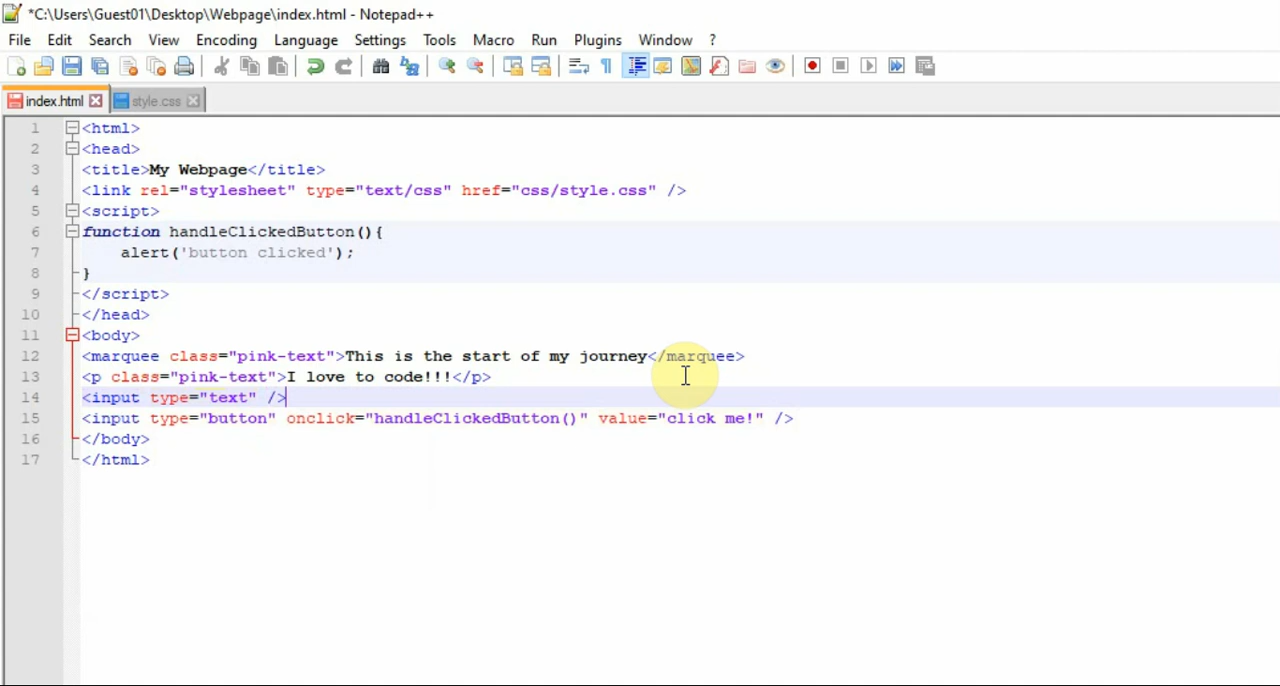 *C:\Users\Guest01\Desktop\Webpage\index.html - Notepad++
File Edit Search View Encoding Language Settings Tools Macro Run Plugins Window ?
index.html style.css
1 <html>
2 <head>
3 <title>My Webpage</title>
4 <link rel="stylesheet" type="text/css" href="css/style.css" />
5 <script>
6 function handleClickedButton(){
7 alert('button clicked');
8 }
9 </script>
10 </head>
11 <body>
12 <marquee class="pink-text">This is the start of my journey</marquee>
13 <p class="pink-text">I love to code!!!</p>
14 <input type="text" />
15 <input type="button" onclick="handleClickedButton()" value="click me!" />
16 </body>
17 </html>